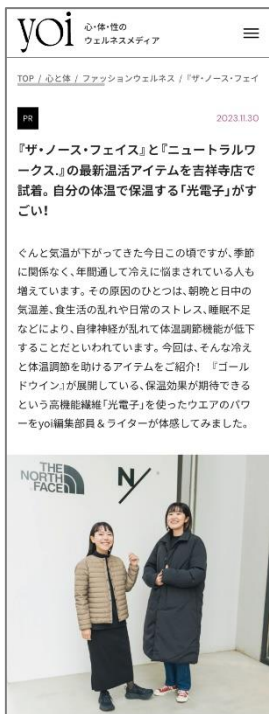 yoi 心・体・性の
ウェルネスメディア
TOP / 心と体 / ファッションウェルネス / 『ザ・ノース・フェイ
PR 2023.11.30
『ザ・ノース・フェイス』と『ニュートラルワ
ークス.』の最新温活アイテムを吉祥寺店で
試着。自分の体温で保温する「光電子」がす
ごい!
ぐんと気温が下がってきた今日この頃ですが、季節
に関係なく、年間通して冷えに悩まされている人も
増えています。その原因のひとつは、朝晩と日中の
気温差、食生活の乱れや日常のストレス、睡眠不足
などにより、自律神経が乱れて体温調節機能が低下
することだといわれています。今回は、そんな冷え
と体温調節を助けるアイテムをご紹介! 『ゴール
ドウイン』が展開している、保温効果が期待できる
という高機能繊維「光電子」を使ったウエアのパワ
ーをyoi編集部員&ライターが体感してみました。
THE
NORTH
FACE
N/